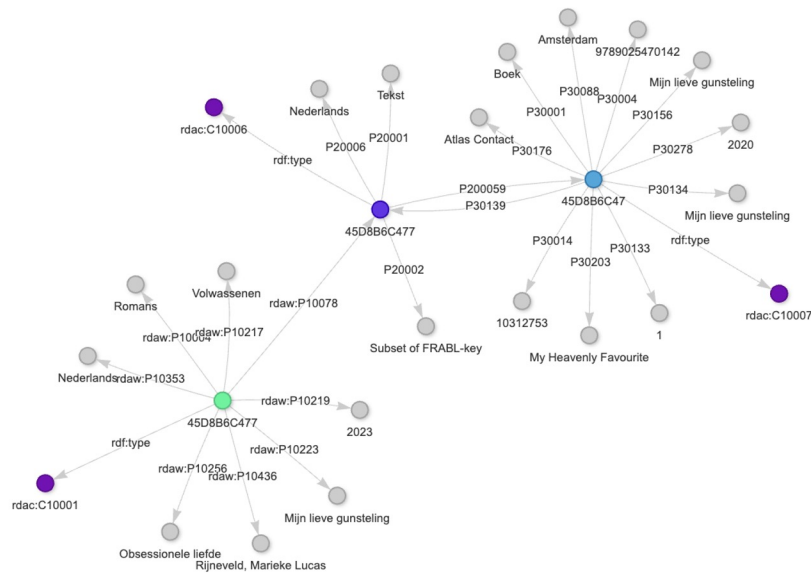 Amsterdam
9789025470142
Boek
Mijn lieve gunsteling
Tekst
P30088
P30004
Nederlands
P30001
P30156
rdac:C10006
Atlas Contact
P30278
2020
P20006
P20001
P30176
rdf:type
P200059
P30134
P30139
45D8B6C47
Mijn lieve gunsteling
45D8B6C477
rdf:type
P30014
P30133
P30203
P20002
Volwassenen
Romans
rdaw:P10078
rdac:C10007
10312753
1
rdaw:P10217
Subset of FRABL-key
My Heavenly Favourite
Nederlands
rdaw:P10353
rdaw:P10219
45D8B6C477
2023
rdf:type
rdaw:P10223
rdaw:P10256
rdaw:P10436
rdac:C10001
Mijn lieve gunsteling
Obsessionele liefde
Rijneveld, Marieke Lucas